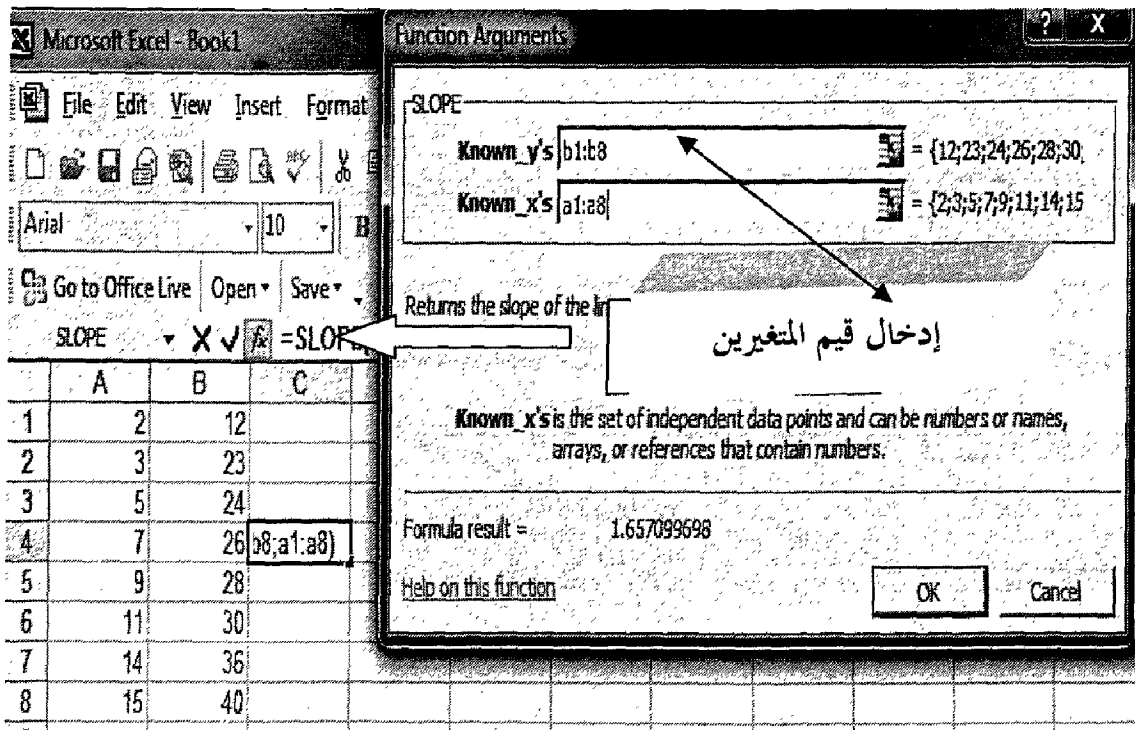 Microsoft Excel - Book1
File Edit View Insert Format
Arial 10 B
Go to Office Live Open Save
SLOPE X fx =SLOP
A B C
1 2 12
2 3 23
3 5 24
4 7 26 b8;a1:a8)
5 9 28
6 11 30
7 14 36
8 15 40
Function Arguments
? X
SLOPE
Known_y's b1:b8 = {12;23;24;26;28;30;
Known_x's a1:a8 = {2;3;5;7;9;11;14;15
Returns the slope of the lin
إدخال قيم المتغيرين
Known_x's is the set of independent data points and can be numbers or names,
arrays, or references that contain numbers.
Formula result = 1.657099698
Help on this function OK Cancel